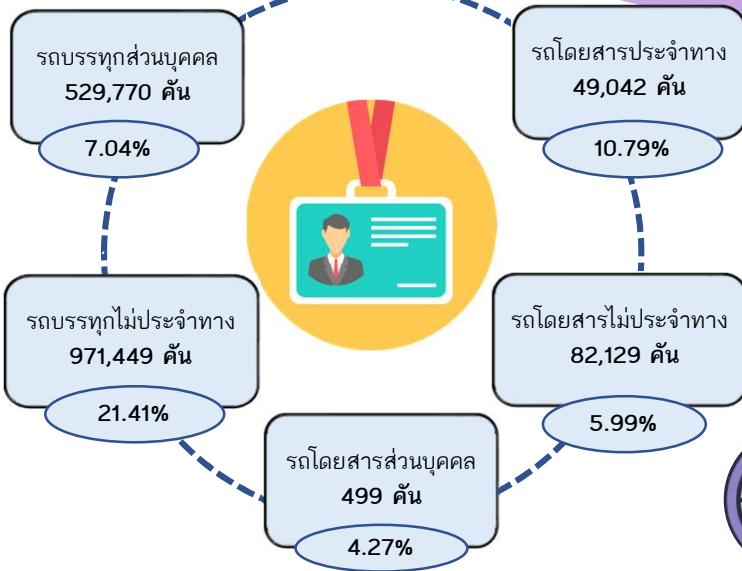 รถบรรทุกส่วนบุคคล
529,770 คัน
7.04%
รถโดยสารประจำทาง
49,042 คัน
10.79%
รถบรรทุกไม่ประจำทาง
971,449 คัน
21.41%
รถโดยสารไม่ประจำทาง
82,129 คัน
5.99%
รถโดยสารส่วนบุคคล
499 คัน
4.27%